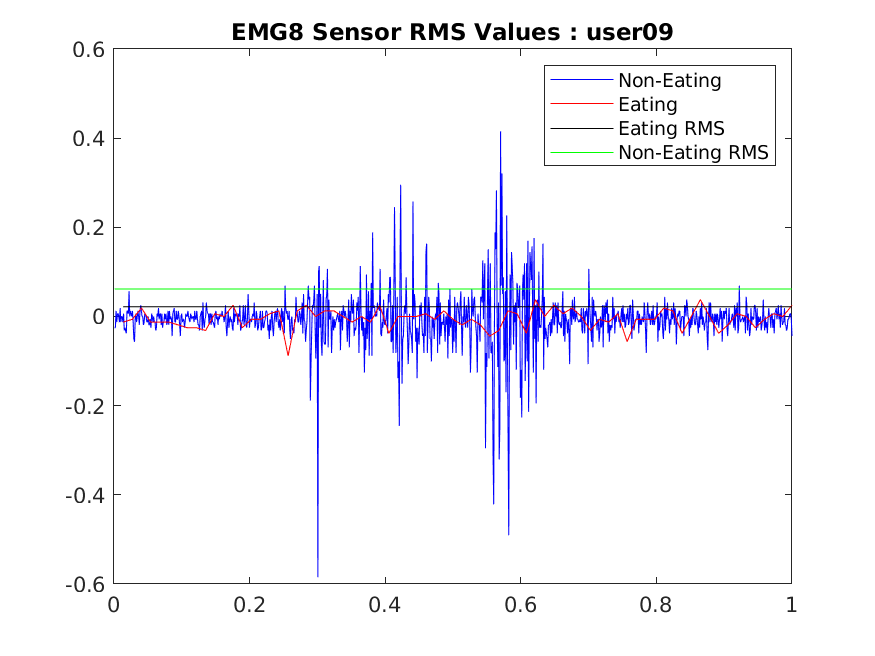 EMG8 Sensor RMS Values : user09
0.6
0.4
0.2
0
-0.2
-0.4
-0.6
Non-Eating
Eating
Eating RMS
Non-Eating RMS
0 0.2 0.4 0.6 0.8 1